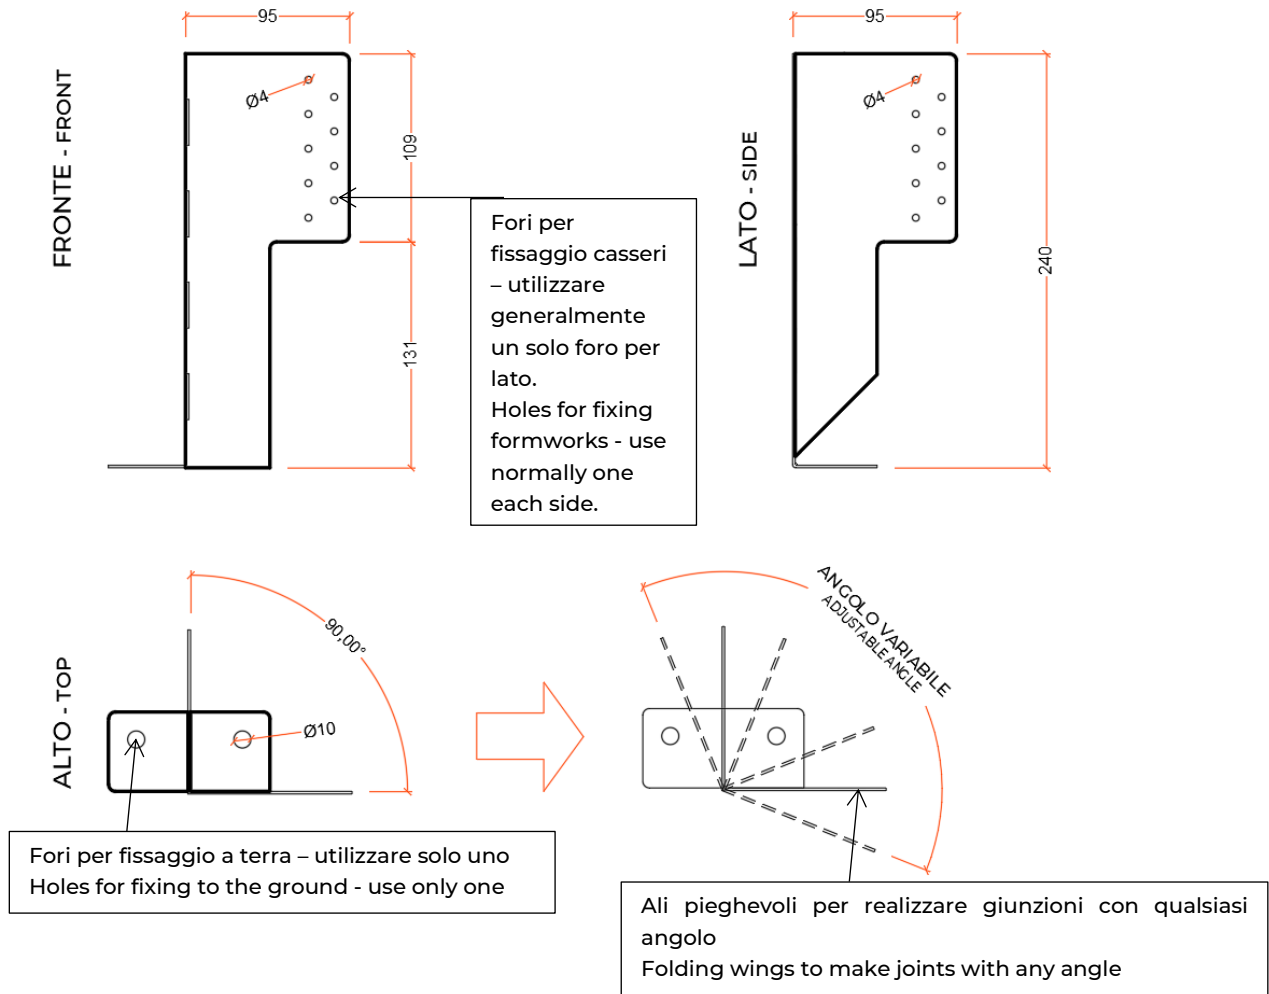 95
95
FRONTE - FRONT
Ø4
109
131
LATO - SIDE
Ø4
240
Fori per
fissaggio casseri
– utilizzare
generalmente
un solo foro per
lato.
Holes for fixing
formworks - use
normally one
each side.
ALTO - TOP
90,00°
Ø10
ANGOLO VARIABILE
ADJUSTABLE ANGLE
Fori per fissaggio a terra – utilizzare solo uno
Holes for fixing to the ground - use only one
Ali pieghevoli per realizzare giunzioni con qualsiasi
angolo
Folding wings to make joints with any angle